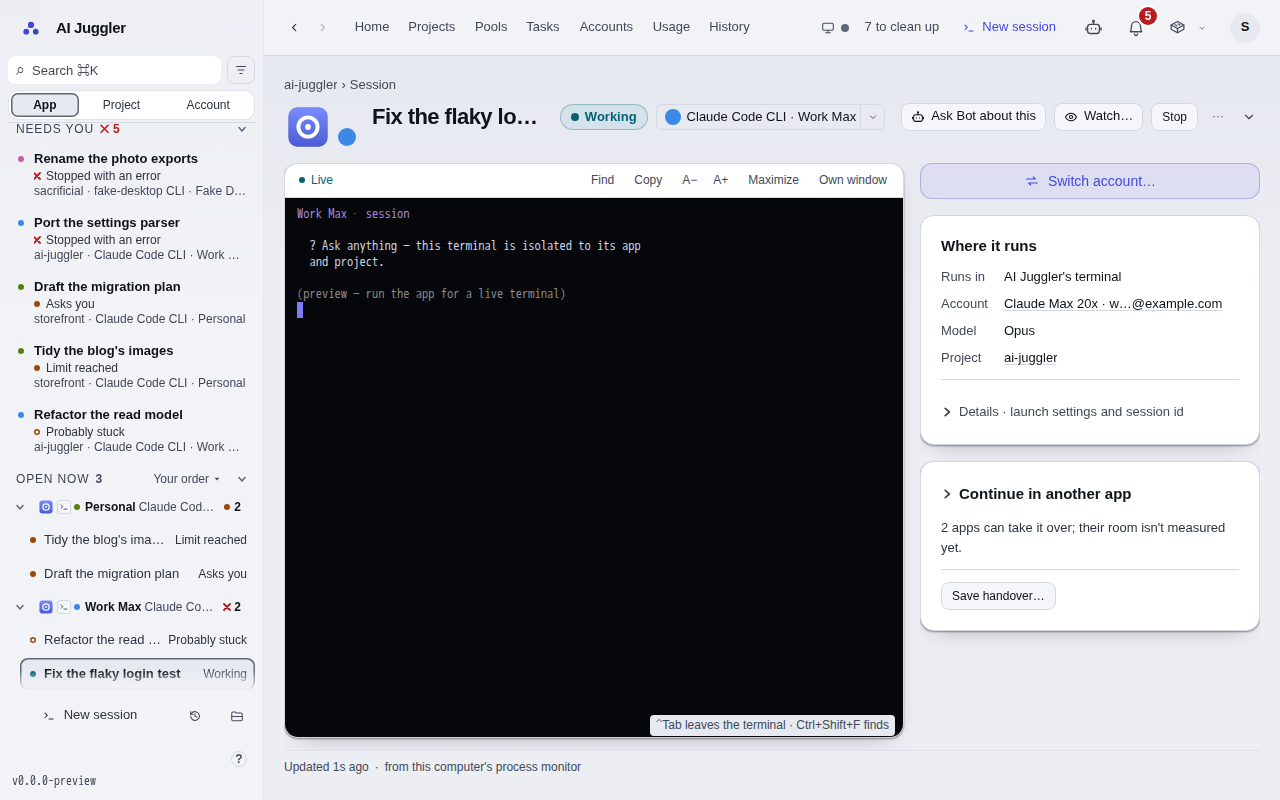 AI Juggler
Search ⌘K
App Project Account
NEEDS YOU 5
Rename the photo exports
Stopped with an error
sacrificial · fake-desktop CLI · Fake D…
Port the settings parser
Stopped with an error
ai-juggler · Claude Code CLI · Work …
Draft the migration plan
Asks you
storefront · Claude Code CLI · Personal
Tidy the blog's images
Limit reached
storefront · Claude Code CLI · Personal
Refactor the read model
Probably stuck
ai-juggler · Claude Code CLI · Work …
OPEN NOW 3 Your order
Personal Claude Cod… 2
Tidy the blog's ima… Limit reached
Draft the migration plan Asks you
Work Max Claude Co… 2
Refactor the read … Probably stuck
Fix the flaky login test Working
New session
?
v0.0.0-preview
Home Projects Pools Tasks Accounts Usage History 7 to clean up New session 5 S
ai-juggler › Session
Fix the flaky lo… Working Claude Code CLI · Work Max Ask Bot about this Watch… Stop ···
Live Find Copy A− A+ Maximize Own window
Work Max · session
? Ask anything — this terminal is isolated to its app
and project.
(preview — run the app for a live terminal)
^Tab leaves the terminal · Ctrl+Shift+F finds
Switch account…
Where it runs
Runs in AI Juggler's terminal
Account Claude Max 20x · w…@example.com
Model Opus
Project ai-juggler
Details · launch settings and session id
Continue in another app
2 apps can take it over; their room isn't measured
yet.
Save handover…
Updated 1s ago · from this computer's process monitor